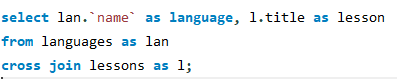 select lan.`name` as language, l.title as lesson
from languages as lan
cross join lessons as l;